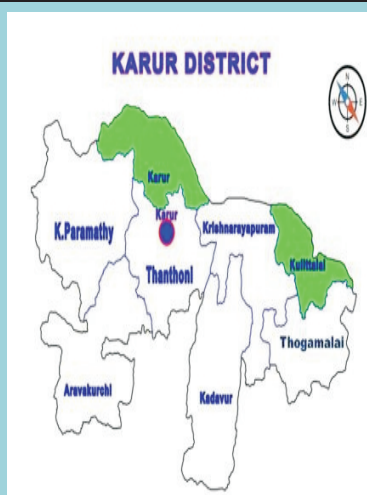 KARUR DISTRICT
N
W E
S
Karur
Karur
K.Paramathy
Krishnarayapuram
Kulittalai
Thanthoni
Thogamalai
Aravakurchi
Kadavur